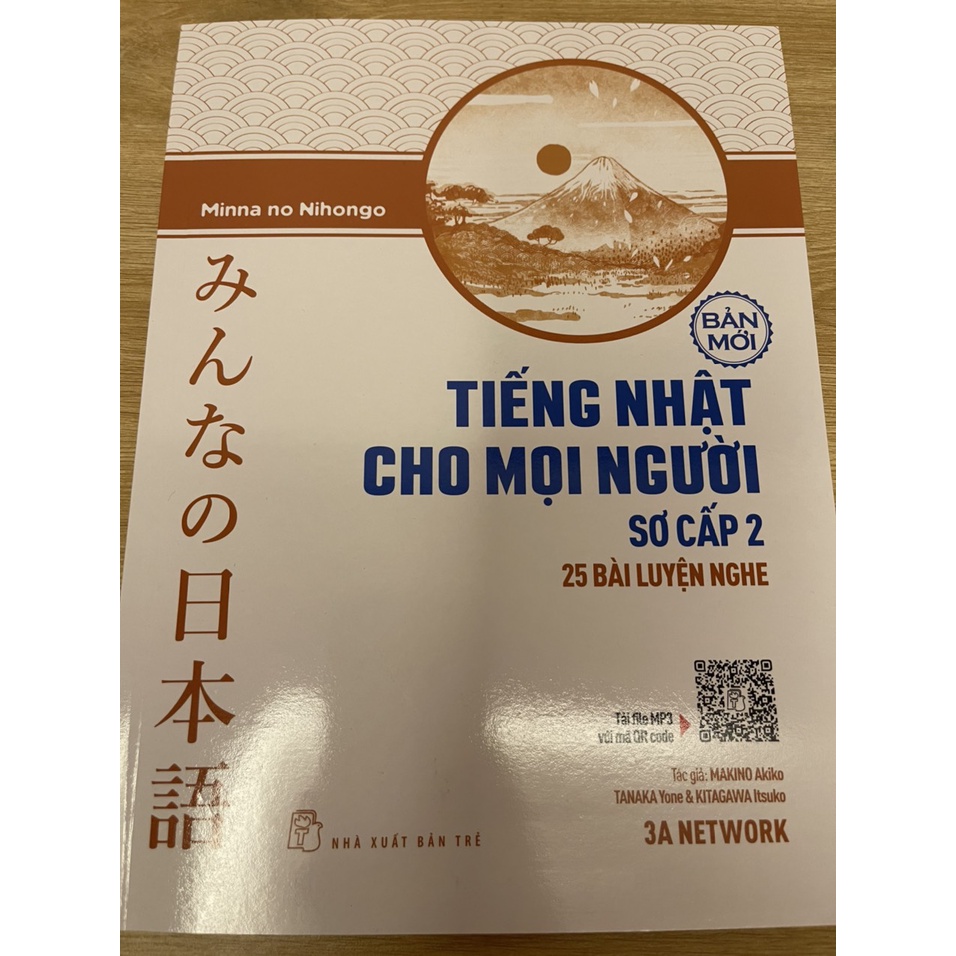 Minna no Nihongo
みんなの日本語
BẢN
MỚI
TIẾNG NHẬT
CHO MỌI NGƯỜI
SƠ CẤP 2
25 BÀI LUYỆN NGHE
Tải file MP3
với mã QR code
Tác giả: MAKINO Akiko
TANAKA Yone & KITAGAWA Itsuko
3A NETWORK
NHÀ XUẤT BẢN TRẺ